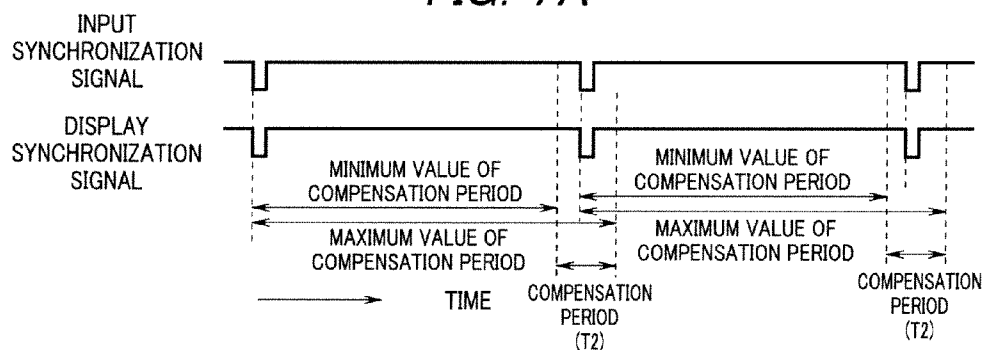 FIG. 7A
INPUT
SYNCHRONIZATION
SIGNAL
DISPLAY
SYNCHRONIZATION
SIGNAL
MINIMUM VALUE OF
COMPENSATION PERIOD
MINIMUM VALUE OF
COMPENSATION PERIOD
MAXIMUM VALUE OF
COMPENSATION PERIOD
MAXIMUM VALUE OF
COMPENSATION PERIOD
TIME
COMPENSATION
PERIOD
(T2)
COMPENSATION
PERIOD
(T2)